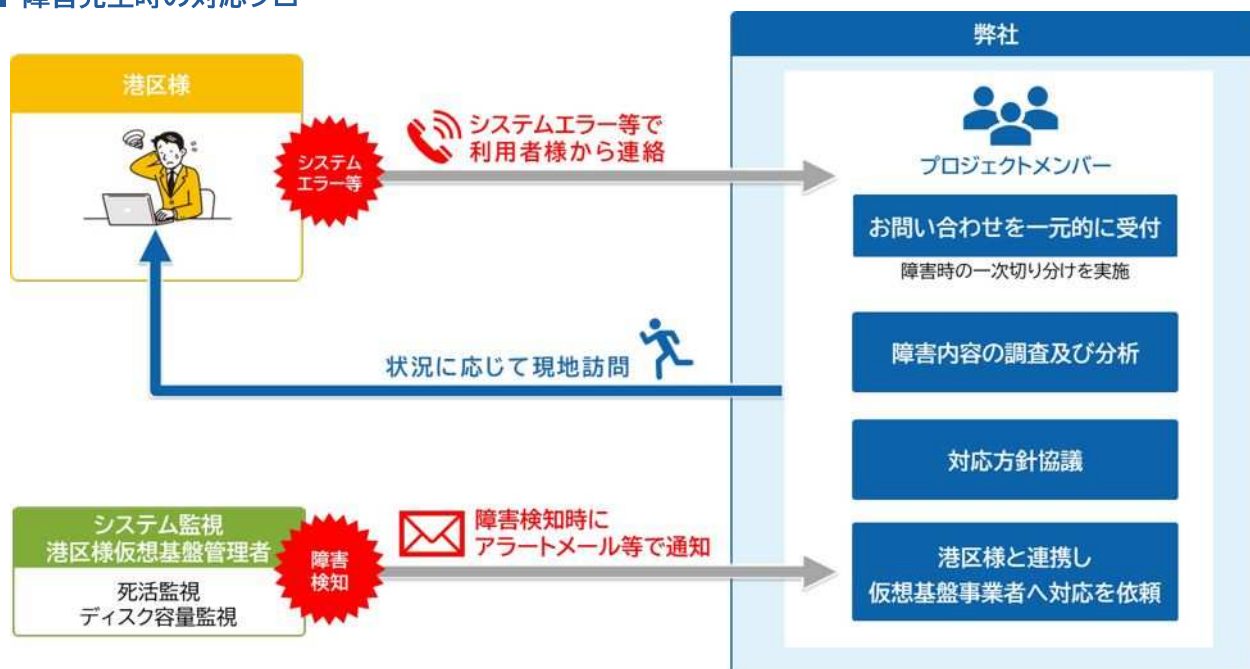 弊社
港区様
システム
エラー等
システムエラー等で
利用者様から連絡
プロジェクトメンバー
お問い合わせを一元的に受付
障害時の一次切り分けを実施
障害内容の調査及び分析
状況に応じて現地訪問
対応方針協議
システム監視
港区様仮想基盤管理者
死活監視
ディスク容量監視
障害
検知
障害検知時に
アラートメール等で通知
港区様と連携し
仮想基盤事業者へ対応を依頼